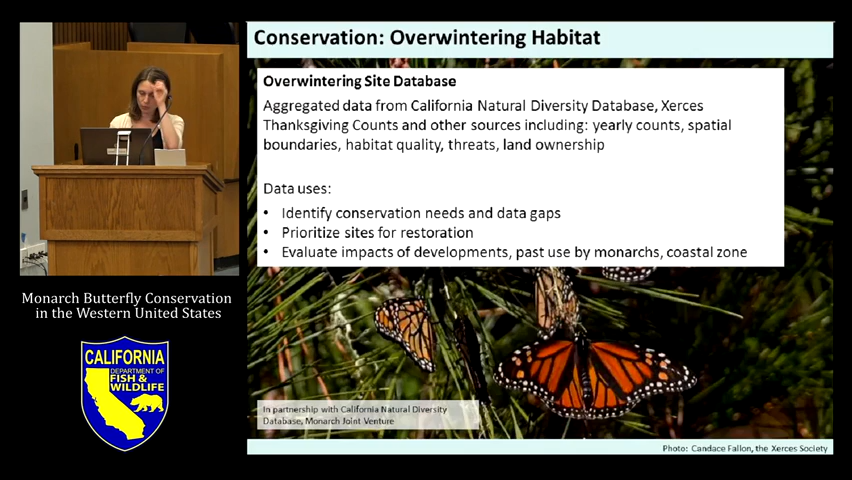 Conservation: Overwintering Habitat
Overwintering Site Database
Aggregated data from California Natural Diversity Database, Xerces
Thanksgiving Counts and other sources including: yearly counts, spatial
boundaries, habitat quality, threats, land ownership
Data uses:
• Identify conservation needs and data gaps
• Prioritize sites for restoration
• Evaluate impacts of developments, past use by monarchs, coastal zone
In partnership with California Natural Diversity
Database, Monarch Joint Venture
Photo: Candace Fallon, the Xerces Society
Monarch Butterfly Conservation
in the Western United States
CALIFORNIA
DEPARTMENT OF
FISH &
WILDLIFE